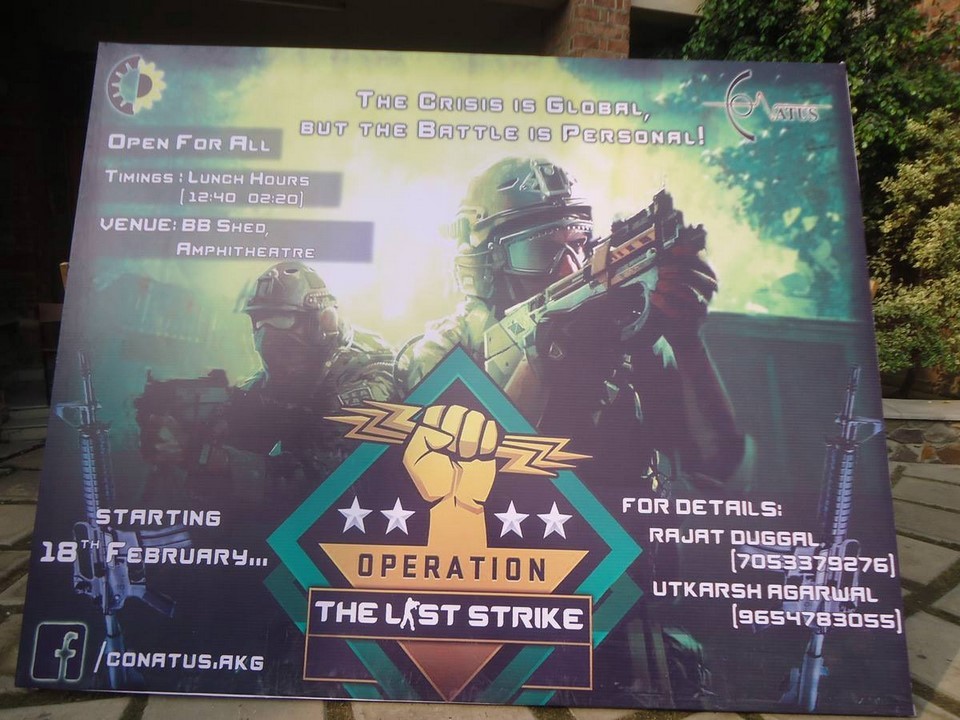 The Crisis is Global,
but the Battle is Personal!
CONATUS
Open For All
Timings : Lunch Hours
[12:40 02:20]
Venue: BB Shed,
Amphitheatre
Starting
18th February...
OPERATION
THE LAST STRIKE
For Details:
Rajat Duggal,
[7053379276]
Utkarsh Agarwal
[9654783055]
f /conatus.akg